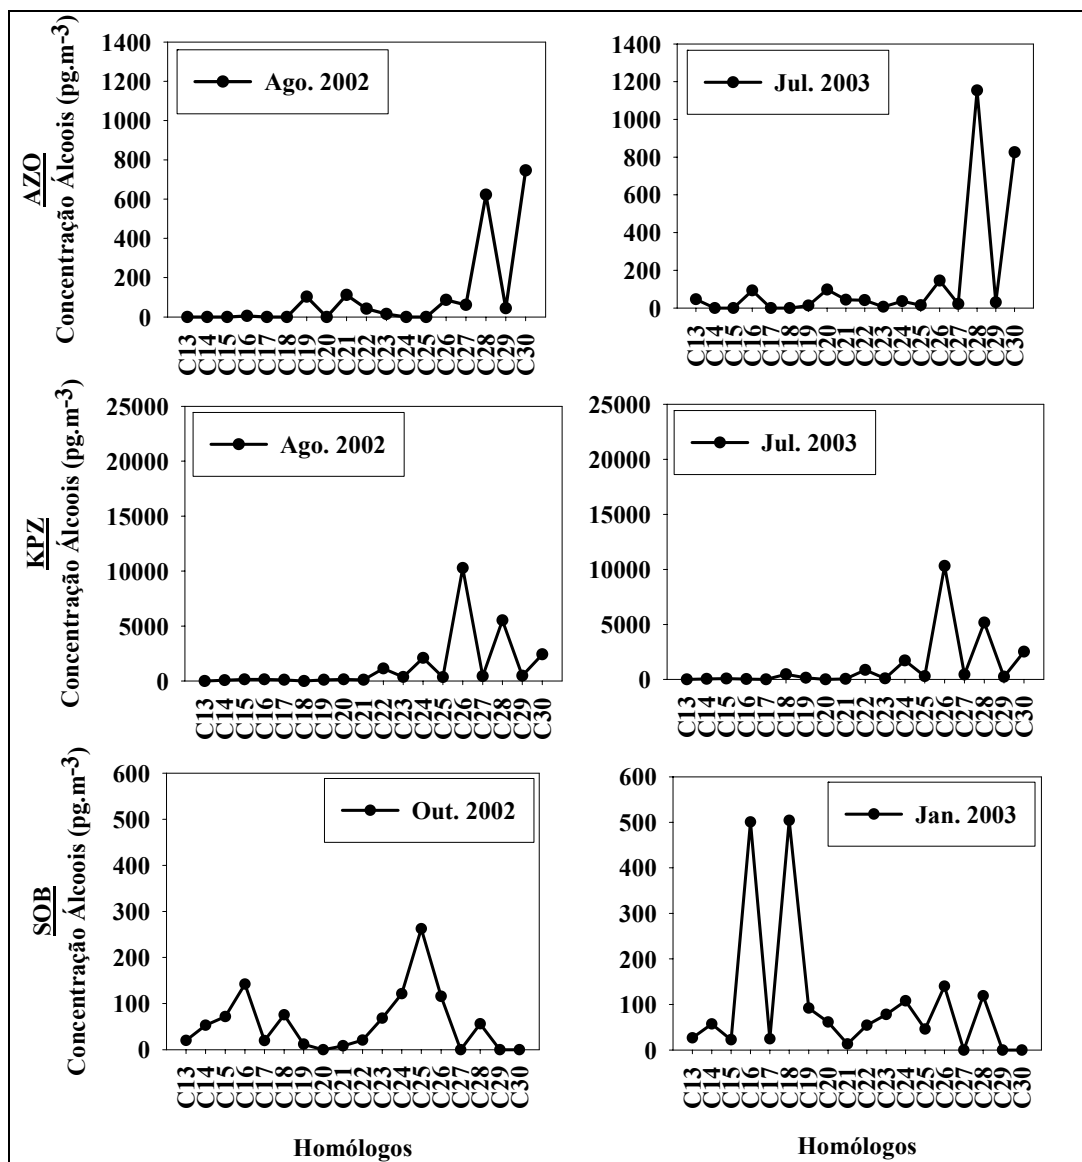 AZO
Concentração Álcoois (pg.m-3)
1400
1200
1000
800
600
400
200
0
Ago. 2002
C13
C14
C15
C16
C17
C18
C19
C20
C21
C22
C23
C24
C25
C26
C27
C28
C29
C30
1400
1200
1000
800
600
400
200
0
Jul. 2003
C13
C14
C15
C16
C17
C18
C19
C20
C21
C22
C23
C24
C25
C26
C27
C28
C29
C30
KPZ
Concentração Álcoois (pg.m-3)
25000
20000
15000
10000
5000
0
Ago. 2002
C13
C14
C15
C16
C17
C18
C19
C20
C21
C22
C23
C24
C25
C26
C27
C28
C29
C30
25000
20000
15000
10000
5000
0
Jul. 2003
C13
C14
C15
C16
C17
C18
C19
C20
C21
C22
C23
C24
C25
C26
C27
C28
C29
C30
SOB
Concentração Álcoois (pg.m-3)
600
500
400
300
200
100
0
Out. 2002
C13
C14
C15
C16
C17
C18
C19
C20
C21
C22
C23
C24
C25
C26
C27
C28
C29
C30
Homólogos
600
500
400
300
200
100
0
Jan. 2003
C13
C14
C15
C16
C17
C18
C19
C20
C21
C22
C23
C24
C25
C26
C27
C28
C29
C30
Homólogos